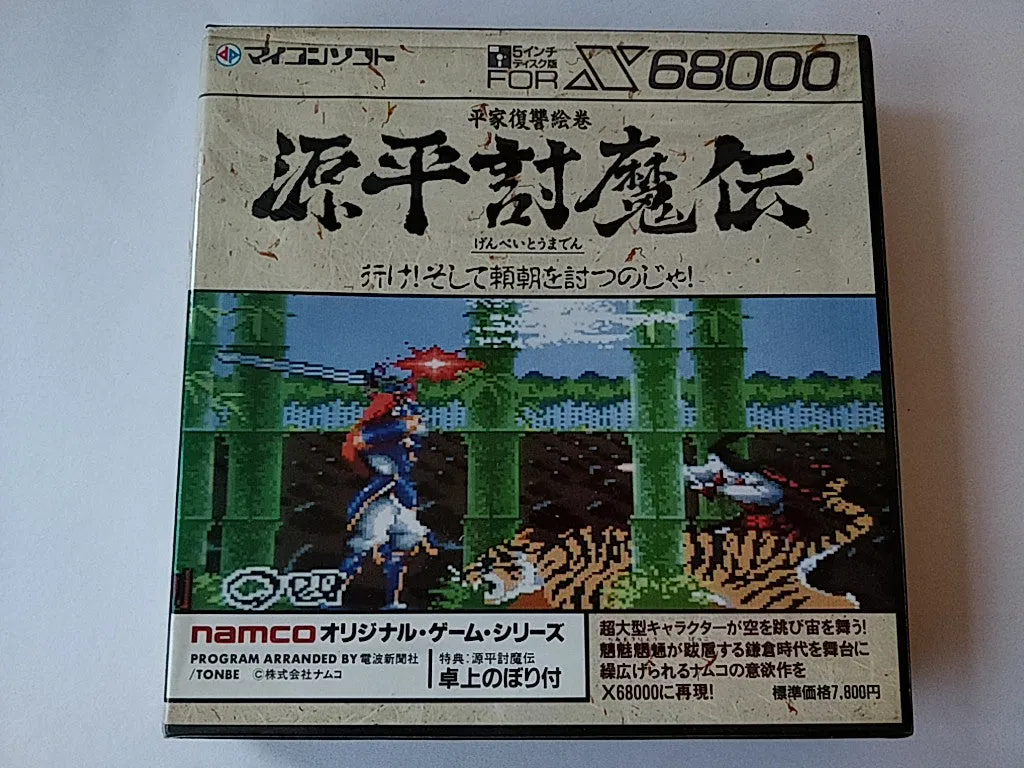 マイコンソフト
5インチ
ディスク版
FOR X68000
平家復讐絵巻
源平討魔伝
げんぺいとうまでん
行け!そして頼朝を討つのじゃ!
namco オリジナル・ゲーム・シリーズ
PROGRAM ARRANGED BY 電波新聞社
/TONBE ©株式会社ナムコ
特典:源平討魔伝
卓上のぼり付
超大型キャラクターが空を跳び宙を舞う!
魑魅魍魎が跋扈する鎌倉時代を舞台に
繰広げられるナムコの意欲作を
X68000に再現!
標準価格7,800円